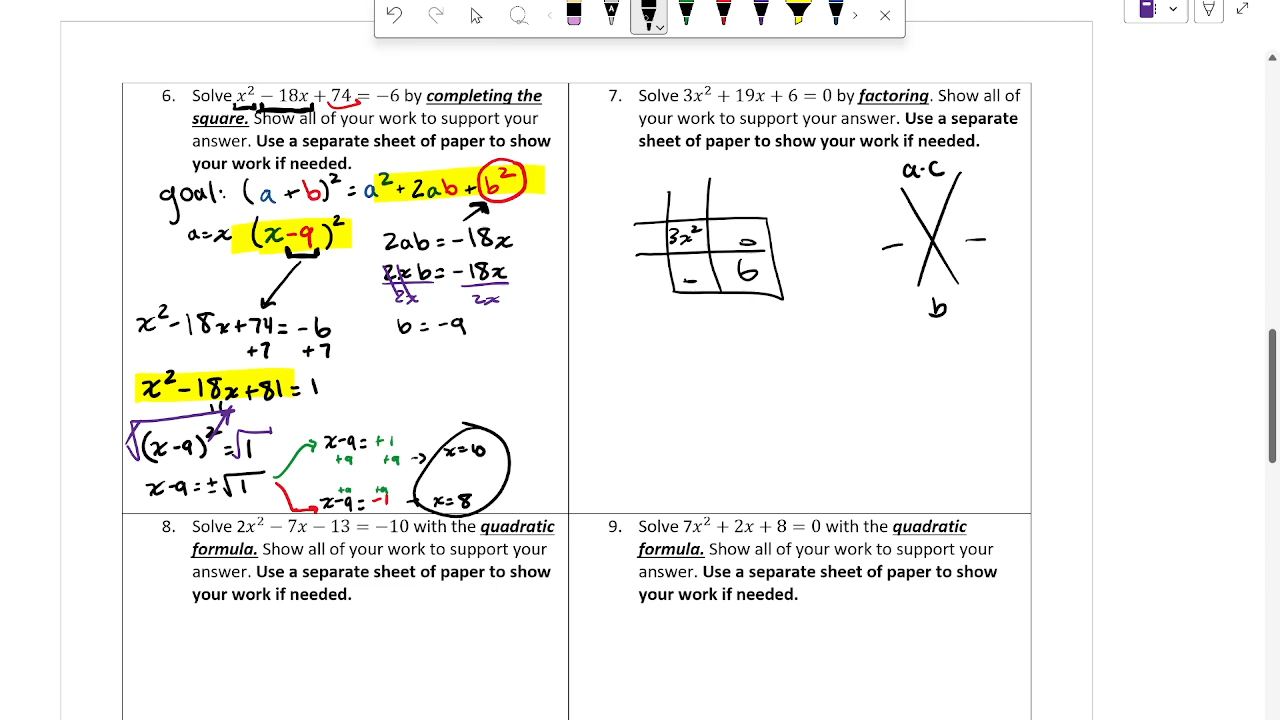 6. Solve x² − 18x + 74 = −6 by completing the
square. Show all of your work to support your
answer. Use a separate sheet of paper to show
your work if needed.
goal: (a + b)² = a² + 2ab + b²
a=x (x-9)²
2ab = -18x
2xb = -18x
2x 2x
b = -9
x²-18x+74 = -6
+7 +7
x²-18x+81 = 1
√(x-9)² = √1
x-9 = ±√1
x-9 = +1
+9 +9
→ x=10
+9 +9
x-9 = -1 → x=8
7. Solve 3x² + 19x + 6 = 0 by factoring. Show all of
your work to support your answer. Use a separate
sheet of paper to show your work if needed.
a·c
3x²
6
b
8. Solve 2x² − 7x − 13 = −10 with the quadratic
formula. Show all of your work to support your
answer. Use a separate sheet of paper to show
your work if needed.
9. Solve 7x² + 2x + 8 = 0 with the quadratic
formula. Show all of your work to support your
answer. Use a separate sheet of paper to show
your work if needed.